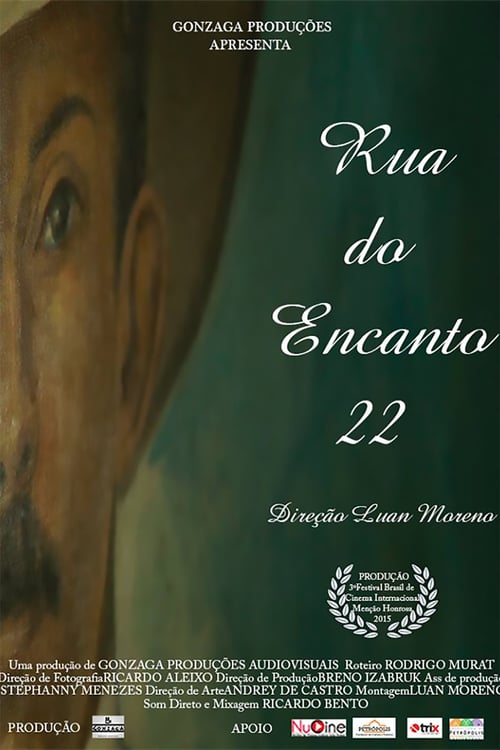 GONZAGA PRODUÇÕES
APRESENTA
Rua
do
Encanto
22
Direção Luan Moreno
PRODUÇÃO
3ºFestival Brasil de
Cinema Internacional
Menção Honrosa
2015
Uma produção de GONZAGA PRODUÇÕES AUDIOVISUAIS Roteiro RODRIGO MURAT
Direção de FotografiaRICARDO ALEIXO Direção de ProduçãoBRENO IZABRUK Ass de produção
STEPHANNY MENEZES Direção de ArteANDREY DE CASTRO MontagemLUAN MORENO
Som Direto e Mixagem RICARDO BENTO
PRODUÇÃO GONZAGA APOIO NuCine PETRÓPOLIS trix PETRÓPOLIS